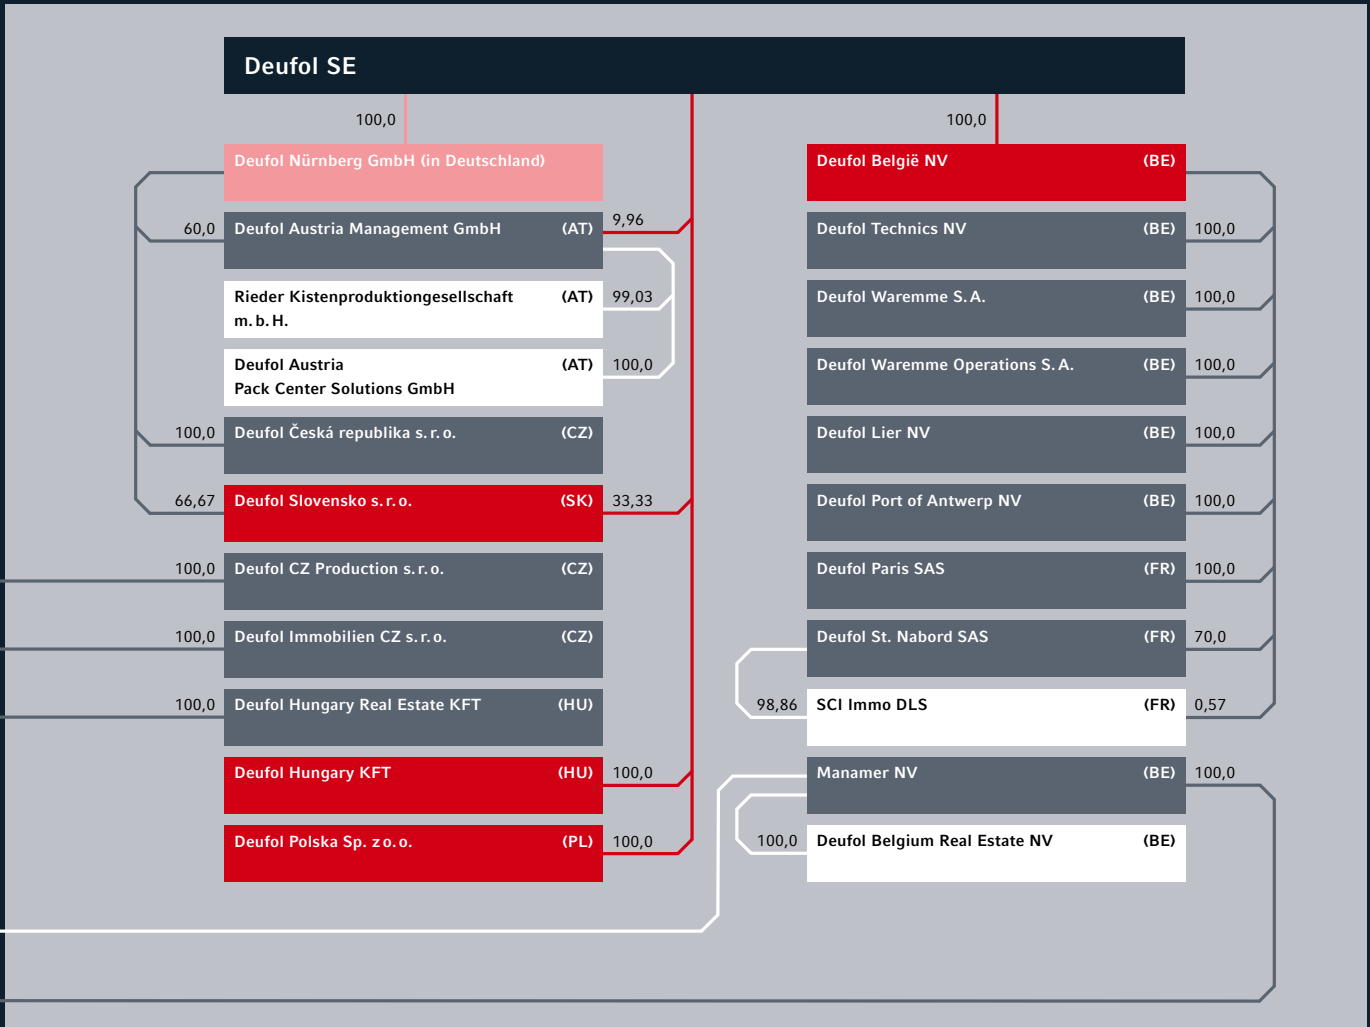 Deufol SE
100,0
Deufol Nürnberg GmbH (in Deutschland)
60,0 Deufol Austria Management GmbH (AT) 9,96
Rieder Kistenproduktiongesellschaft (AT) 99,03
m. b. H.
Deufol Austria (AT) 100,0
Pack Center Solutions GmbH
100,0 Deufol Česká republika s. r. o. (CZ)
66,67 Deufol Slovensko s. r. o. (SK) 33,33
100,0 Deufol CZ Production s. r. o. (CZ)
100,0 Deufol Immobilien CZ s. r. o. (CZ)
100,0 Deufol Hungary Real Estate KFT (HU)
Deufol Hungary KFT (HU) 100,0
Deufol Polska Sp. z o. o. (PL) 100,0
100,0
Deufol België NV (BE)
Deufol Technics NV (BE) 100,0
Deufol Waremme S. A. (BE) 100,0
Deufol Waremme Operations S. A. (BE) 100,0
Deufol Lier NV (BE) 100,0
Deufol Port of Antwerp NV (BE) 100,0
Deufol Paris SAS (FR) 100,0
Deufol St. Nabord SAS (FR) 70,0
98,86 SCI Immo DLS (FR) 0,57
Manamer NV (BE) 100,0
100,0 Deufol Belgium Real Estate NV (BE)